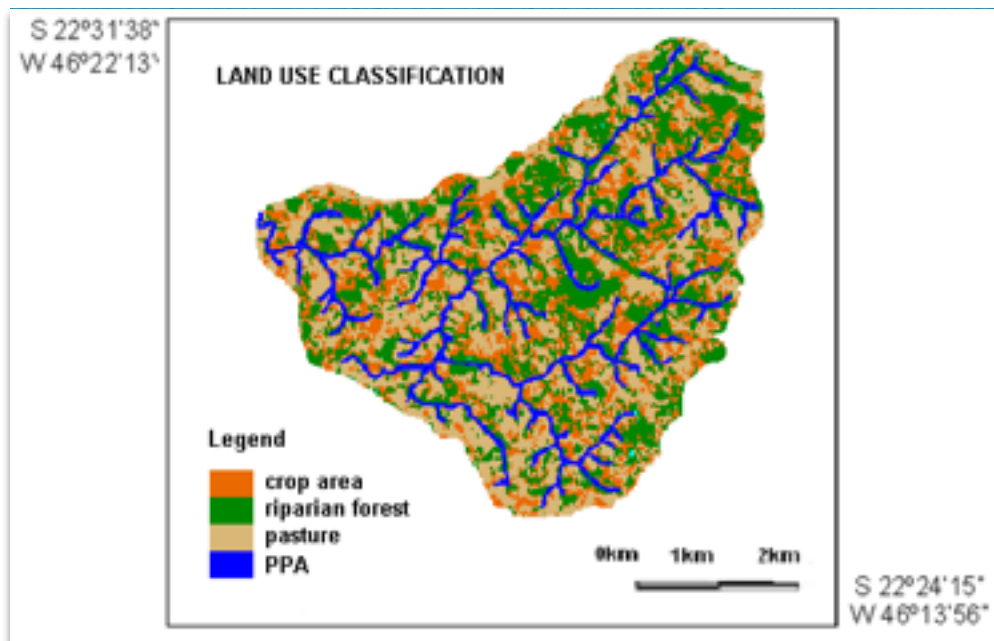 S 22º31'38"
W 46º22'13'
LAND USE CLASSIFICATION
Legend
crop area
riparian forest
pasture
PPA
0km 1km 2km
S 22º24'15"
W 46º13'56"